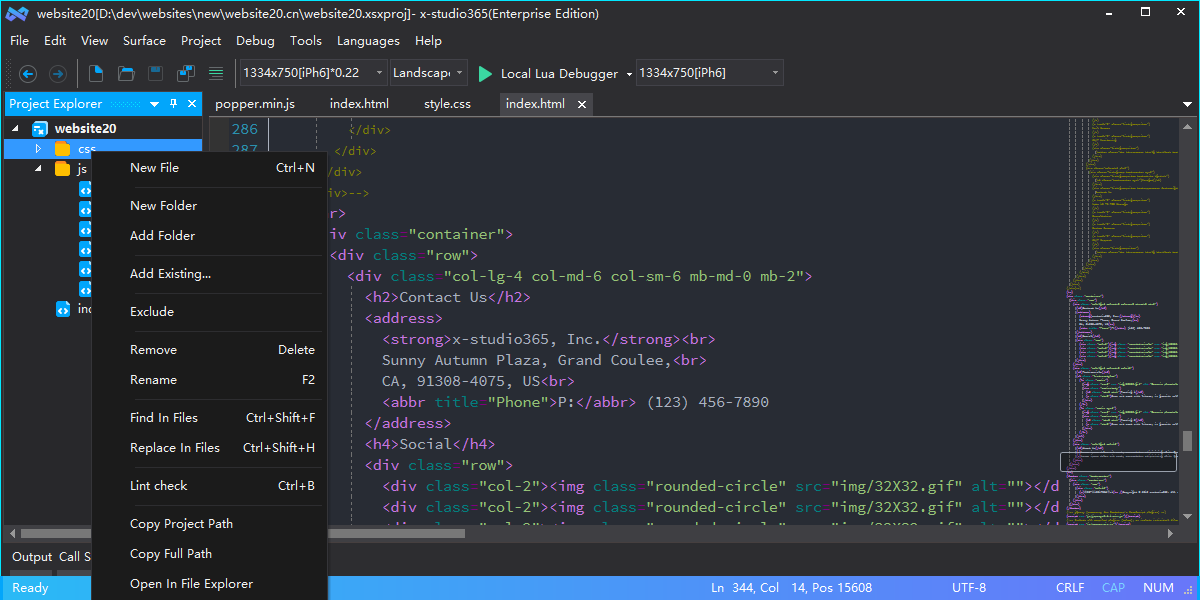 website20[D:\dev\websites\new\website20.cn\website20.xsxproj]- x-studio365(Enterprise Edition)
File Edit View Surface Project Debug Tools Languages Help
1334x750[iPh6]*0.22 Landscap Local Lua Debugger 1334x750[iPh6]
Project Explorer
popper.min.js index.html style.css index.html
website20
css
js
New File Ctrl+N
New Folder
Add Folder
Add Existing...
Exclude
Remove Delete
Rename F2
Find In Files Ctrl+Shift+F
Replace In Files Ctrl+Shift+H
Lint check Ctrl+B
Copy Project Path
Copy Full Path
Open In File Explorer
286 </div>
287 </div>
/div>
iv>-->
r>
iv class="container">
<div class="row">
<div class="col-lg-4 col-md-6 col-sm-6 mb-md-0 mb-2">
<h2>Contact Us</h2>
<address>
<strong>x-studio365, Inc.</strong><br>
Sunny Autumn Plaza, Grand Coulee,<br>
CA, 91308-4075, US<br>
<abbr title="Phone">P:</abbr> (123) 456-7890
</address>
<h4>Social</h4>
<div class="row">
<div class="col-2"><img class="rounded-circle" src="img/32X32.gif" alt=""></d
<div class="col-2"><img class="rounded-circle" src="img/32X32.gif" alt=""></d
Output Call S
Ready Ln 344, Col 14, Pos 15608 UTF-8 CRLF CAP NUM